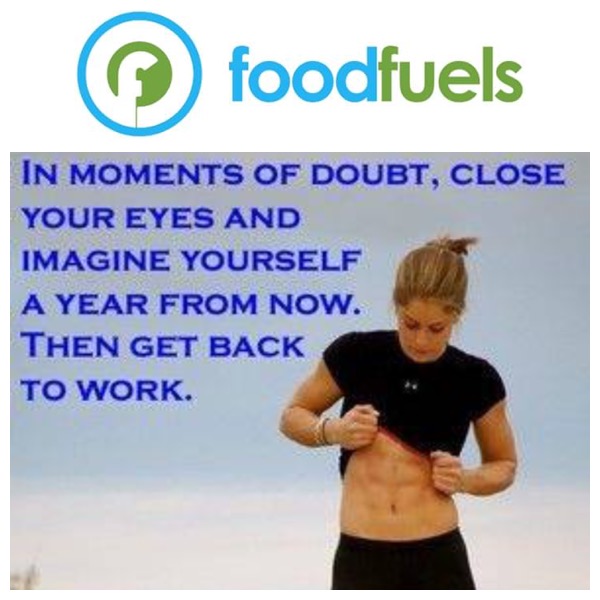 foodfuels
IN MOMENTS OF DOUBT, CLOSE
YOUR EYES AND
IMAGINE YOURSELF
A YEAR FROM NOW.
THEN GET BACK
TO WORK.